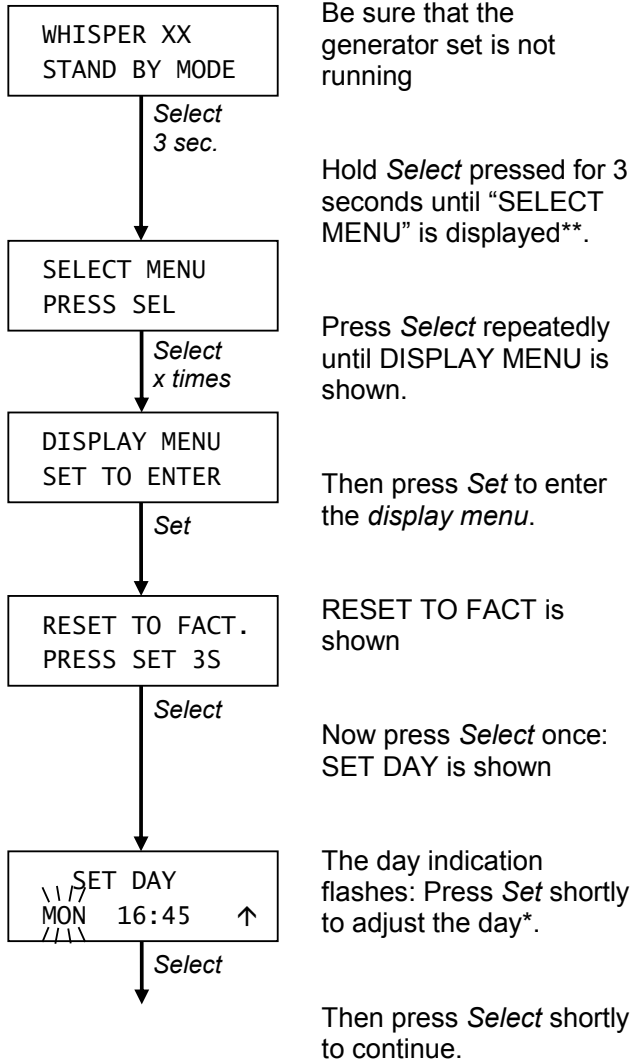 WHISPER XX
STAND BY MODE
Be sure that the
generator set is not
running
Select
3 sec.
Hold Select pressed for 3
seconds until “SELECT
MENU” is displayed**.
SELECT MENU
PRESS SEL
Select
x times
Press Select repeatedly
until DISPLAY MENU is
shown.
DISPLAY MENU
SET TO ENTER
Then press Set to enter
the display menu.
Set
RESET TO FACT.
PRESS SET 3S
RESET TO FACT is
shown
Select
Now press Select once:
SET DAY is shown
SET DAY
MON 16:45 ↑
The day indication
flashes: Press Set shortly
to adjust the day*.
Select
Then press Select shortly
to continue.